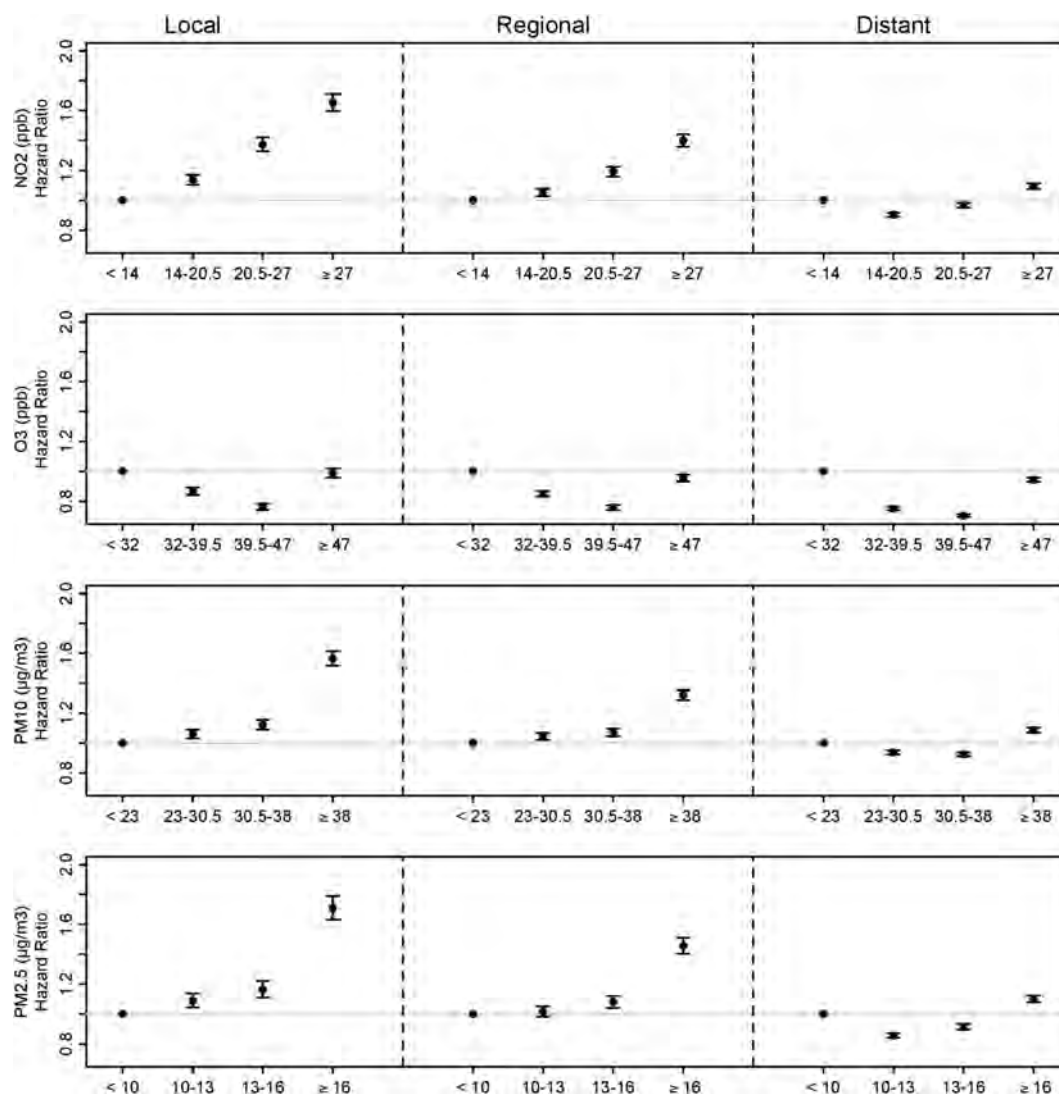 Local Regional Distant
NO2 (ppb)
Hazard Ratio
2.0
1.6
1.2
0.8
< 14 14-20.5 20.5-27 ≥ 27 < 14 14-20.5 20.5-27 ≥ 27 < 14 14-20.5 20.5-27 ≥ 27
O3 (ppb)
Hazard Ratio
2.0
1.6
1.2
0.8
< 32 32-39.5 39.5-47 ≥ 47 < 32 32-39.5 39.5-47 ≥ 47 < 32 32-39.5 39.5-47 ≥ 47
PM10 (µg/m3)
Hazard Ratio
2.0
1.6
1.2
0.8
< 23 23-30.5 30.5-38 ≥ 38 < 23 23-30.5 30.5-38 ≥ 38 < 23 23-30.5 30.5-38 ≥ 38
PM2.5 (µg/m3)
Hazard Ratio
2.0
1.6
1.2
0.8
< 10 10-13 13-16 ≥ 16 < 10 10-13 13-16 ≥ 16 < 10 10-13 13-16 ≥ 16